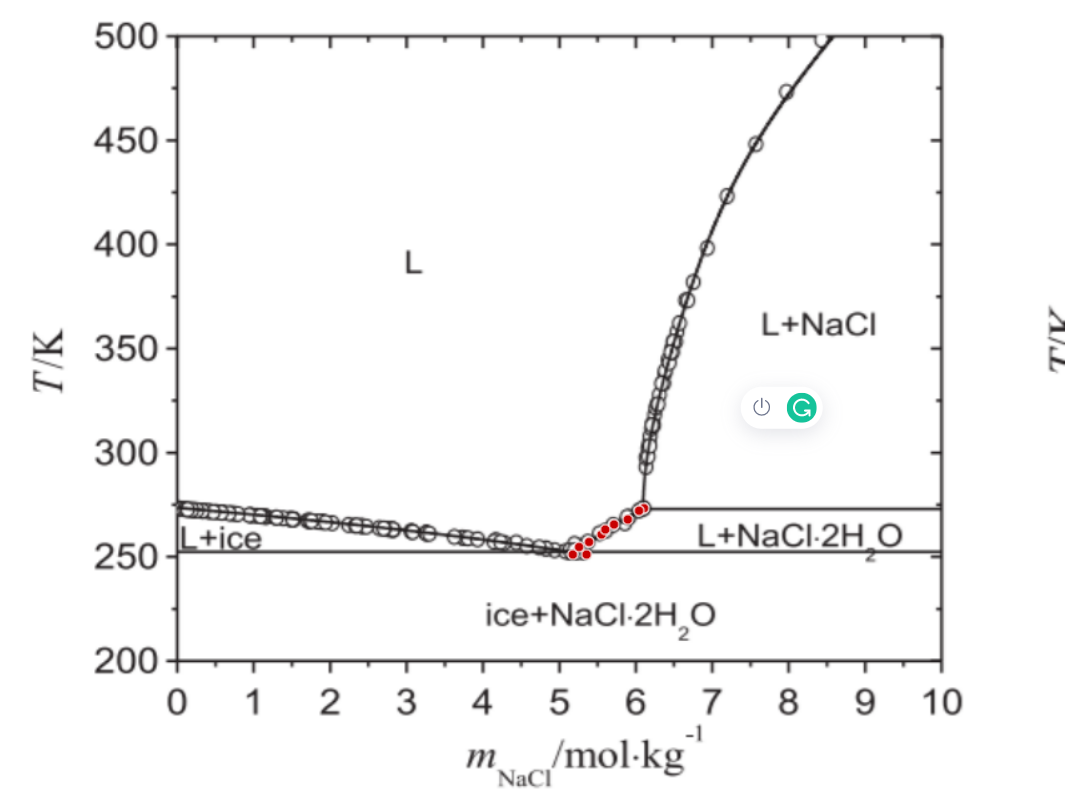 500
450
400
350
300
250
200
T/K
L
L+NaCl
L+ice
L+NaCl·2H₂O
ice+NaCl·2H₂O
0 1 2 3 4 5 6 7 8 9 10
m_NaCl/mol·kg⁻¹
T/K